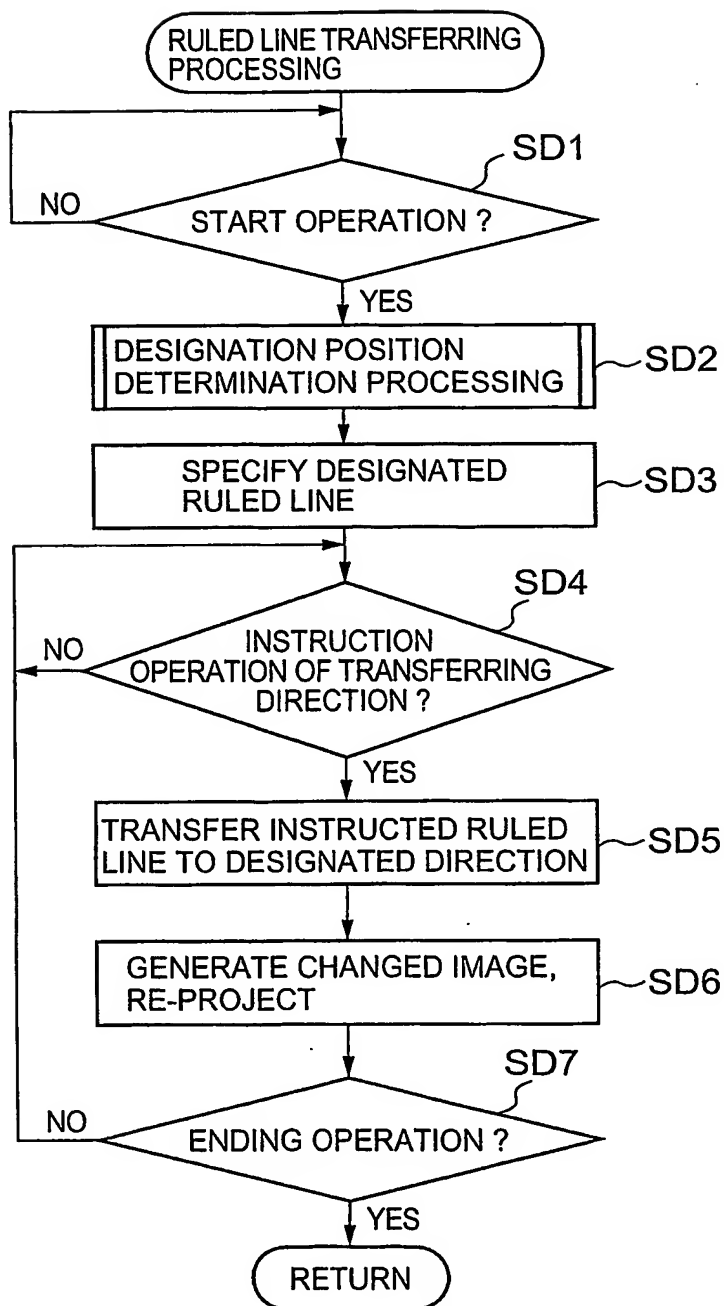 RULED LINE TRANSFERRING
PROCESSING
SD1
NO
START OPERATION ?
YES
DESIGNATION POSITION
DETERMINATION PROCESSING
SD2
SPECIFY DESIGNATED
RULED LINE
SD3
SD4
NO
INSTRUCTION
OPERATION OF TRANSFERRING
DIRECTION ?
YES
TRANSFER INSTRUCTED RULED
LINE TO DESIGNATED DIRECTION
SD5
GENERATE CHANGED IMAGE,
RE-PROJECT
SD6
SD7
NO
ENDING OPERATION ?
YES
RETURN